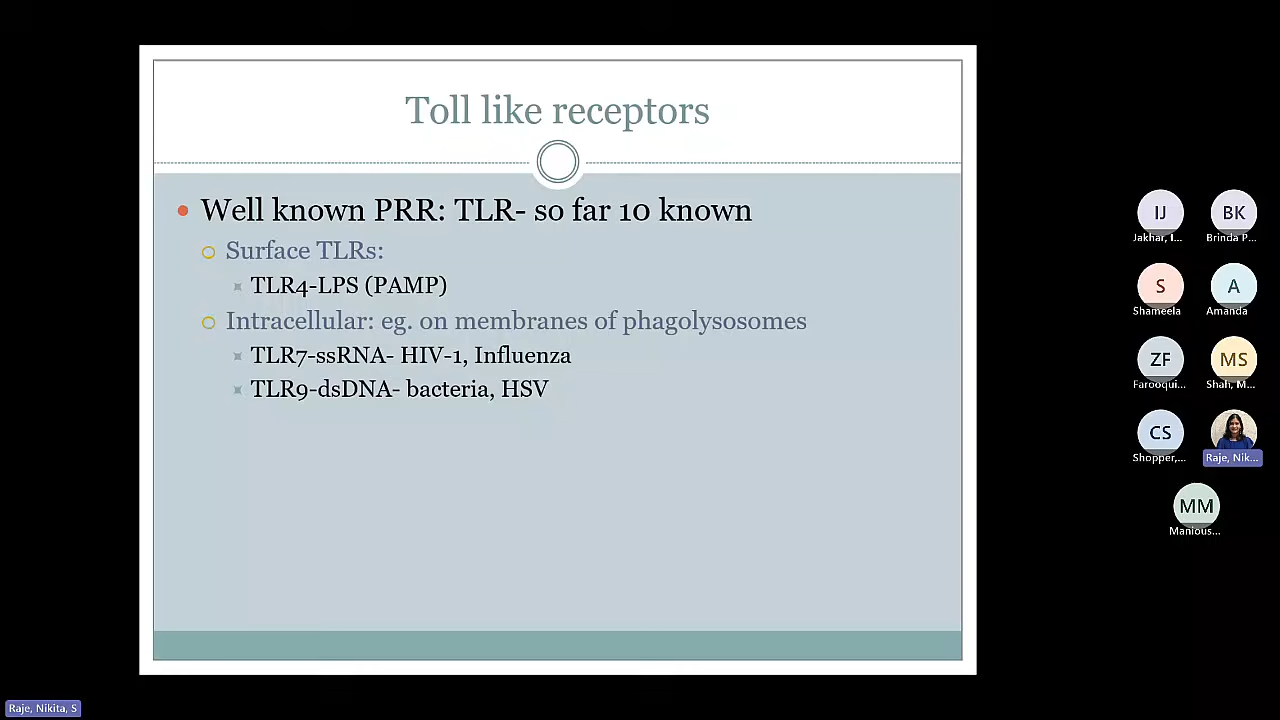 Toll like receptors
Well known PRR: TLR- so far 10 known
Surface TLRs:
TLR4-LPS (PAMP)
Intracellular: eg. on membranes of phagolysosomes
TLR7-ssRNA- HIV-1, Influenza
TLR9-dsDNA- bacteria, HSV
IJ BK
Jakhar, I... Brinda P...
S A
Shameela Amanda
ZF MS
Farooqui... Shah, M...
CS
Shopper,... Raje, Nik...
MM
Manious...
Raje, Nikita, S